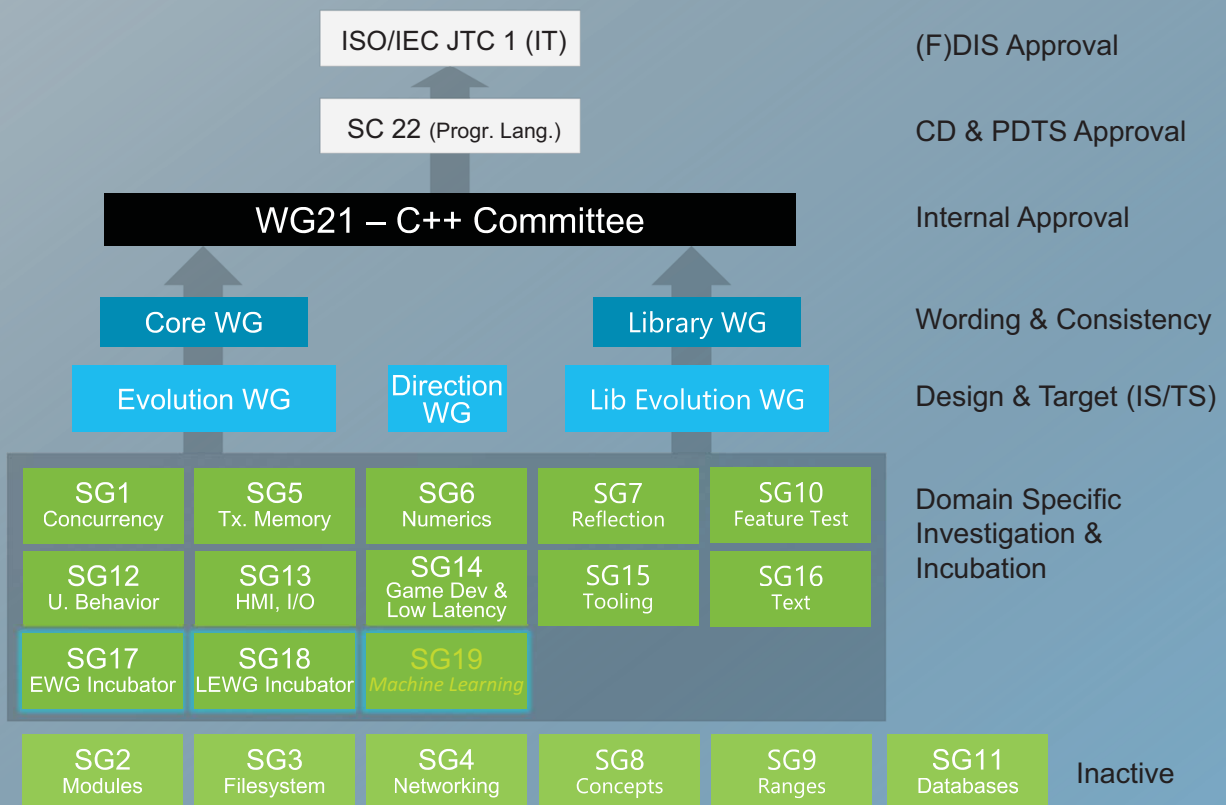 ISO/IEC JTC 1 (IT)
(F)DIS Approval
SC 22 (Progr. Lang.)
CD & PDTS Approval
WG21 – C++ Committee
Internal Approval
Core WG
Library WG
Wording & Consistency
Evolution WG
Direction
WG
Lib Evolution WG
Design & Target (IS/TS)
SG1
Concurrency
SG5
Tx. Memory
SG6
Numerics
SG7
Reflection
SG10
Feature Test
Domain Specific
Investigation &
Incubation
SG12
U. Behavior
SG13
HMI, I/O
SG14
Game Dev &
Low Latency
SG15
Tooling
SG16
Text
SG17
EWG Incubator
SG18
LEWG Incubator
SG19
Machine Learning
SG2
Modules
SG3
Filesystem
SG4
Networking
SG8
Concepts
SG9
Ranges
SG11
Databases
Inactive